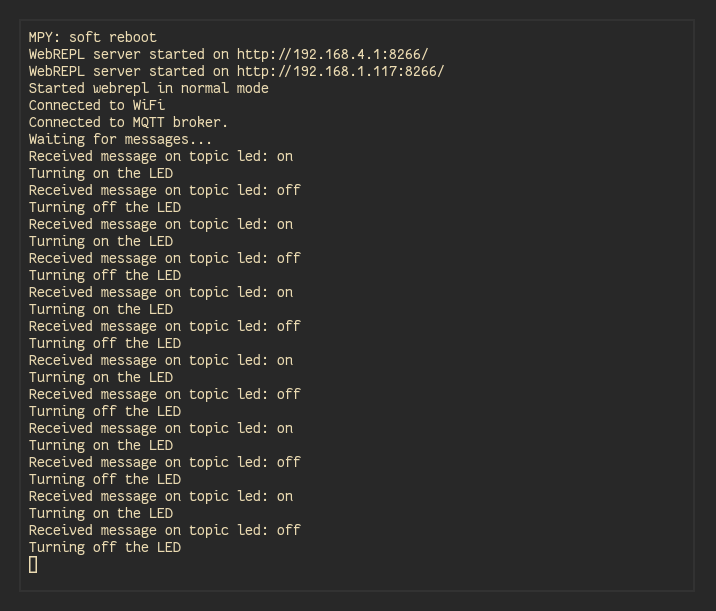 MPY: soft reboot
WebREPL server started on http://192.168.4.1:8266/
WebREPL server started on http://192.168.1.117:8266/
Started webrepl in normal mode
Connected to WiFi
Connected to MQTT broker.
Waiting for messages...
Received message on topic led: on
Turning on the LED
Received message on topic led: off
Turning off the LED
Received message on topic led: on
Turning on the LED
Received message on topic led: off
Turning off the LED
Received message on topic led: on
Turning on the LED
Received message on topic led: off
Turning off the LED
Received message on topic led: on
Turning on the LED
Received message on topic led: off
Turning off the LED
Received message on topic led: on
Turning on the LED
Received message on topic led: off
Turning off the LED
Received message on topic led: on
Turning on the LED
Received message on topic led: off
Turning off the LED